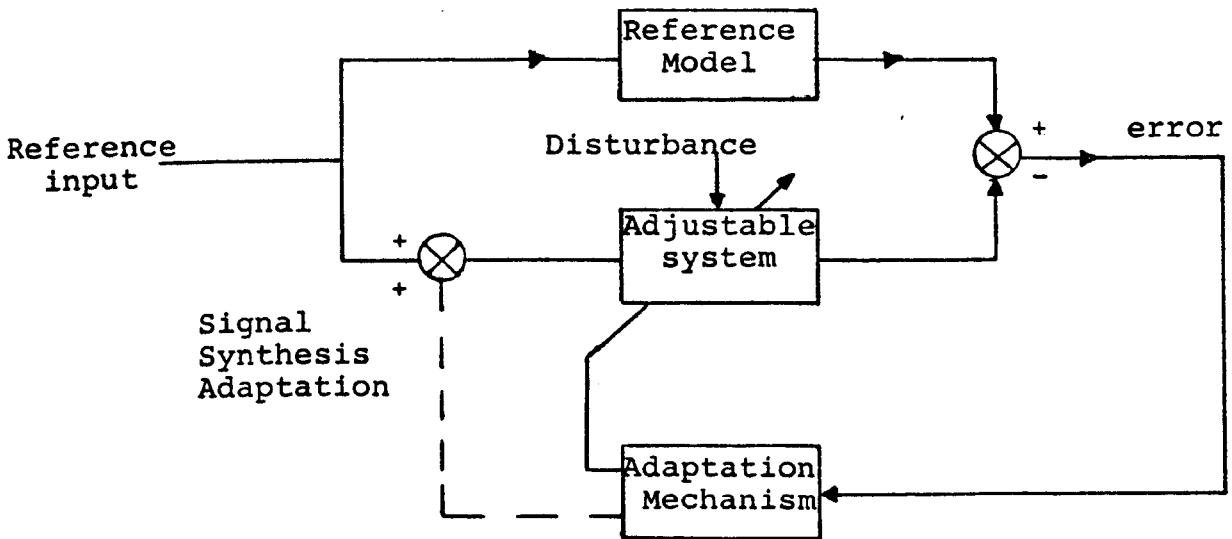 Reference
Model
Reference
input
Disturbance
+
-
error
Adjustable
system
+
+
Signal
Synthesis
Adaptation
Adaptation
Mechanism